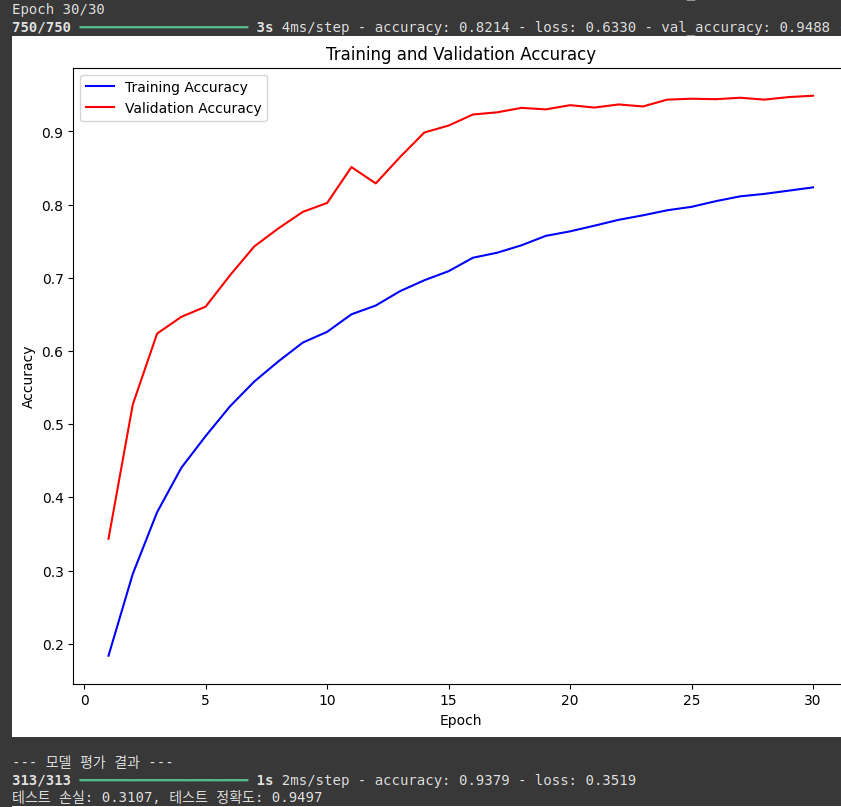 Epoch 30/30
750/750 ━━━━━━━━━━━━━━━━━━━━ 3s 4ms/step - accuracy: 0.8214 - loss: 0.6330 - val_accuracy: 0.9488
Training and Validation Accuracy
Training Accuracy
Validation Accuracy
0.9
0.8
0.7
0.6
0.5
0.4
0.3
0.2
Accuracy
0 5 10 15 20 25 30
Epoch
--- 모델 평가 결과 ---
313/313 ━━━━━━━━━━━━━━━━━━━━ 1s 2ms/step - accuracy: 0.9379 - loss: 0.3519
테스트 손실: 0.3107, 테스트 정확도: 0.9497